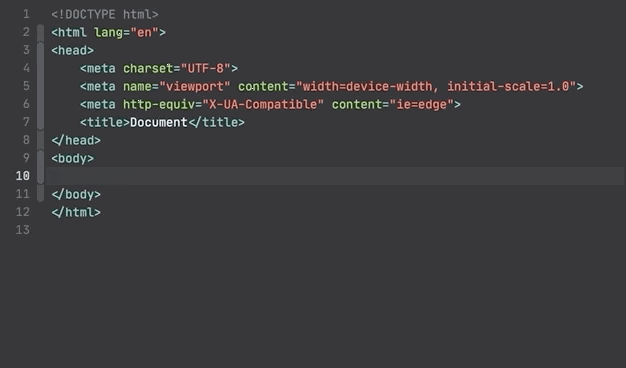 1 <!DOCTYPE html>
2 <html lang="en">
3 <head>
4 <meta charset="UTF-8">
5 <meta name="viewport" content="width=device-width, initial-scale=1.0">
6 <meta http-equiv="X-UA-Compatible" content="ie=edge">
7 <title>Document</title>
8 </head>
9 <body>
10
11 </body>
12 </html>
13